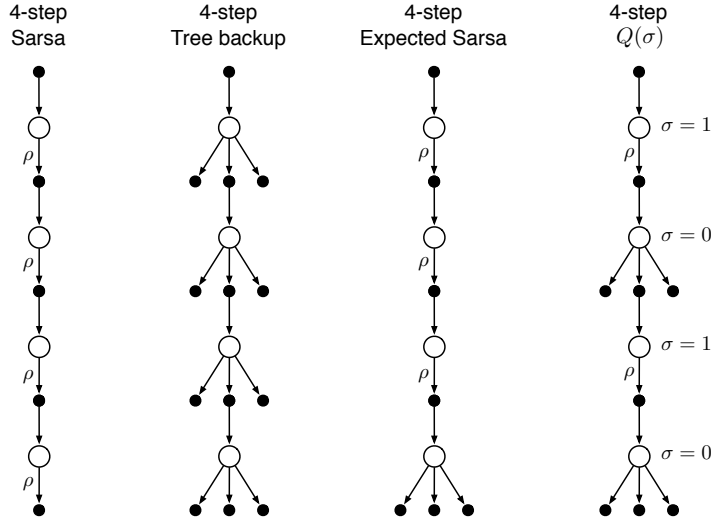 4-step
Sarsa
4-step
Tree backup
4-step
Expected Sarsa
4-step
Q(σ)
σ = 1
ρ
ρ
ρ
σ = 0
ρ
ρ
σ = 1
ρ
ρ
ρ
σ = 0
ρ